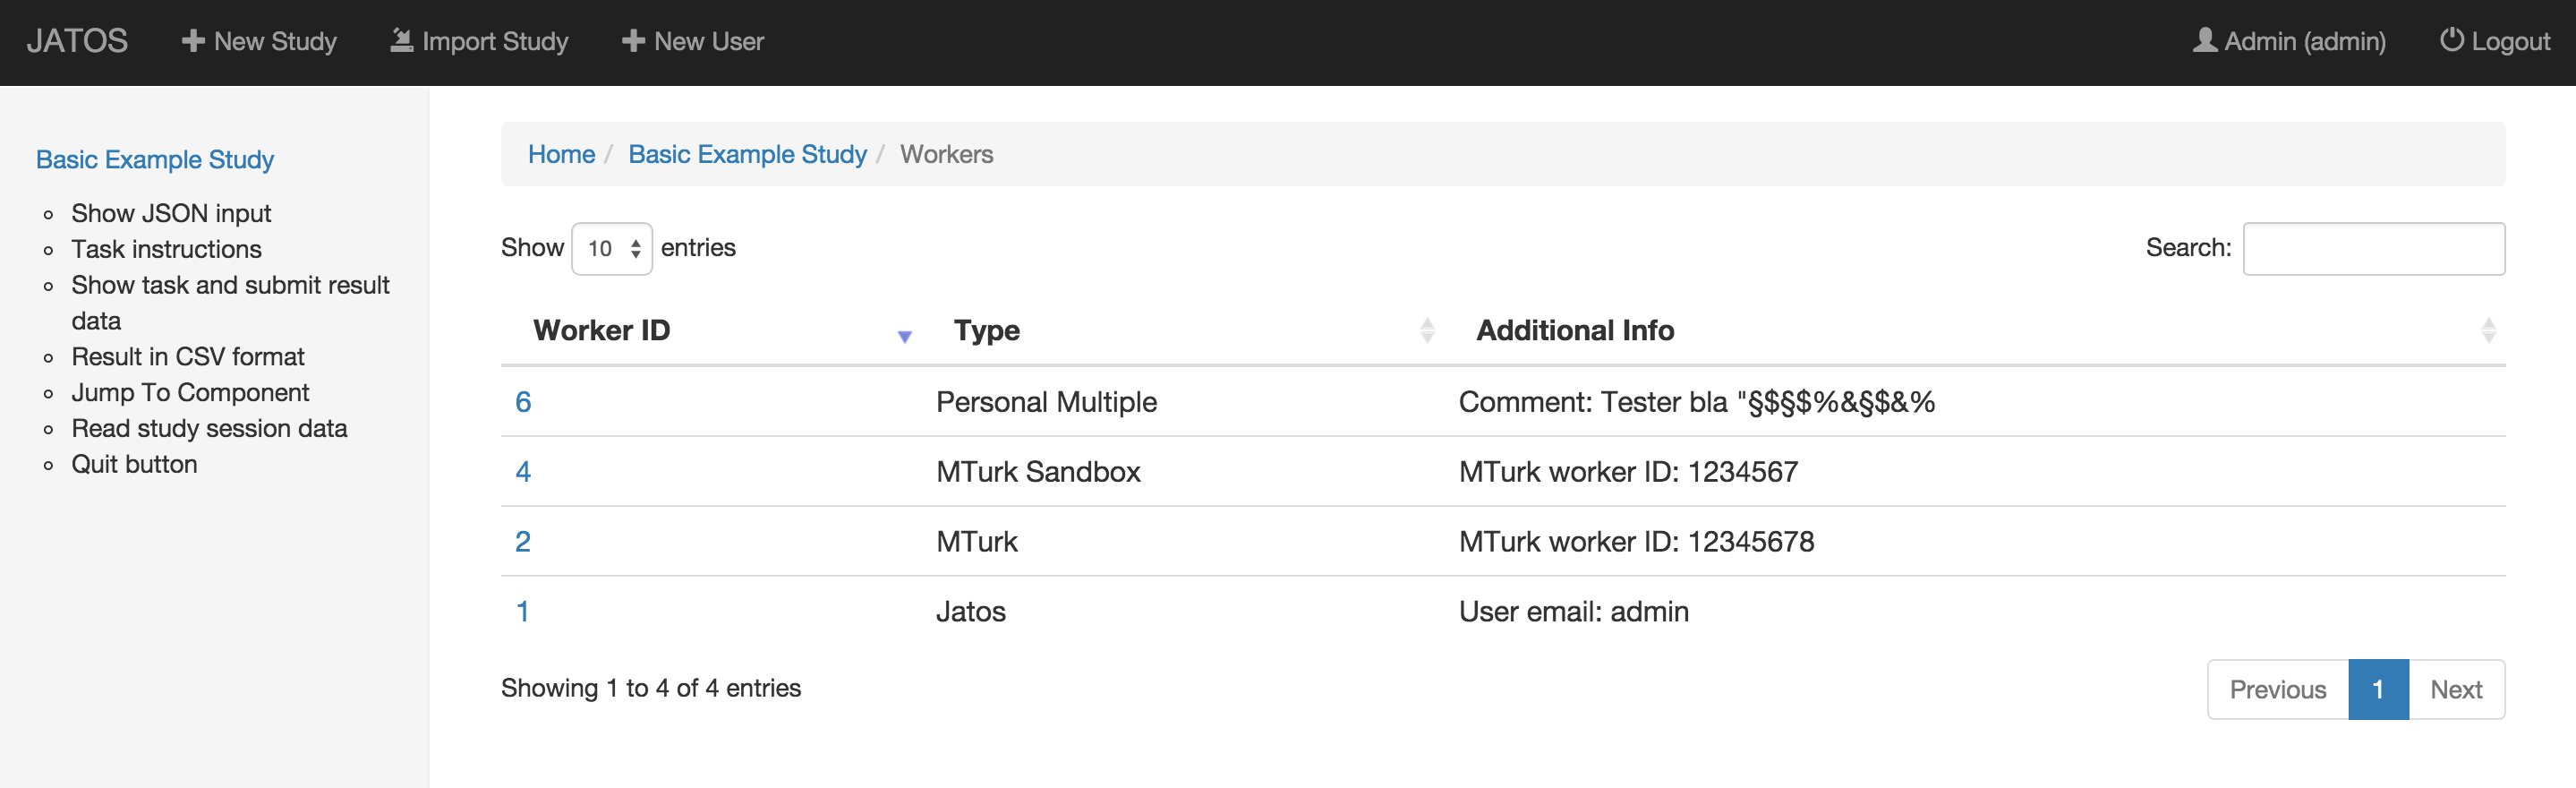 JATOS New Study Import Study New User Admin (admin) Logout
Basic Example Study
Show JSON input
Task instructions
Show task and submit result
data
Result in CSV format
Jump To Component
Read study session data
Quit button
Home / Basic Example Study / Workers
Show 10 entries Search:
Worker ID Type Additional Info
6 Personal Multiple Comment: Tester bla "§$§$%&§$&%
4 MTurk Sandbox MTurk worker ID: 1234567
2 MTurk MTurk worker ID: 12345678
1 Jatos User email: admin
Showing 1 to 4 of 4 entries Previous 1 Next